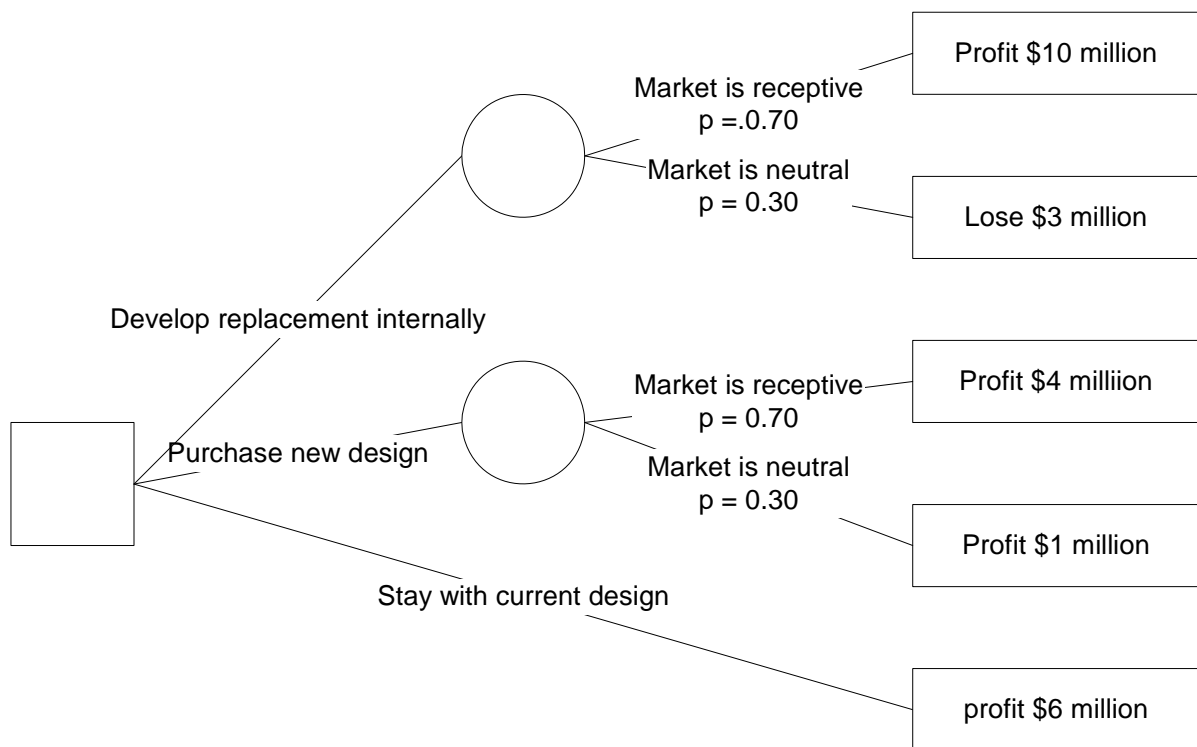 Profit $10 million
Market is receptive
p =.0.70
Market is neutral
p = 0.30
Lose $3 million
Develop replacement internally
Profit $4 milliion
Market is receptive
p = 0.70
Purchase new design
Market is neutral
p = 0.30
Profit $1 million
Stay with current design
profit $6 million